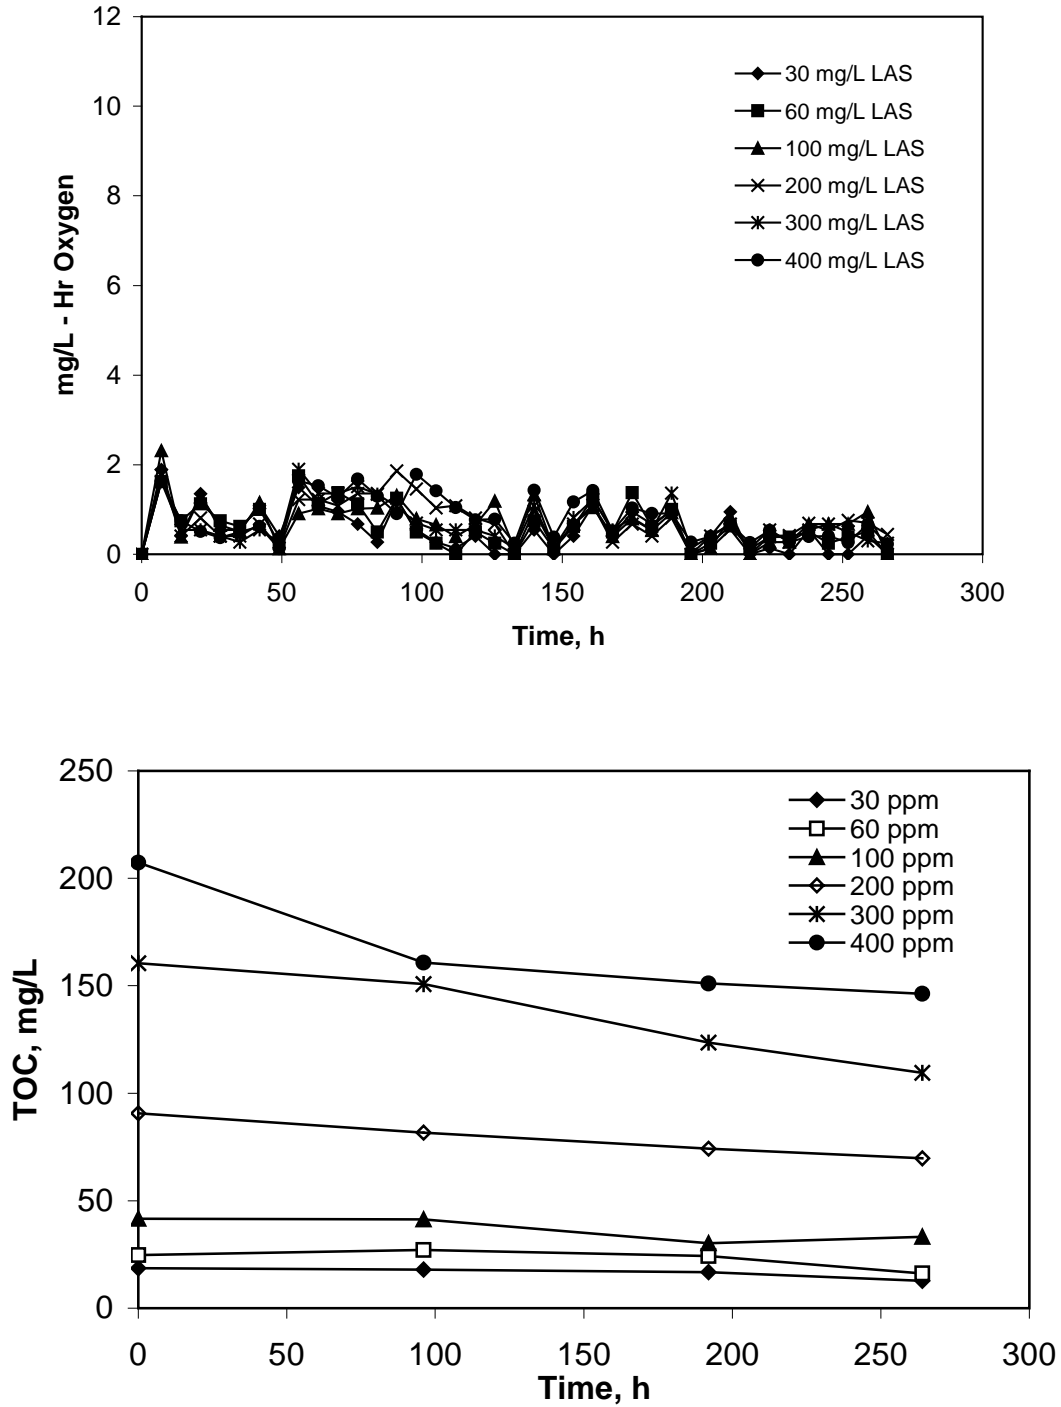 12
10
8
6
4
2
0
mg/L - Hr Oxygen
30 mg/L LAS
60 mg/L LAS
100 mg/L LAS
200 mg/L LAS
300 mg/L LAS
400 mg/L LAS
0 50 100 150 200 250 300
Time, h
250
200
150
100
50
0
TOC, mg/L
30 ppm
60 ppm
100 ppm
200 ppm
300 ppm
400 ppm
0 50 100 150 200 250 300
Time, h